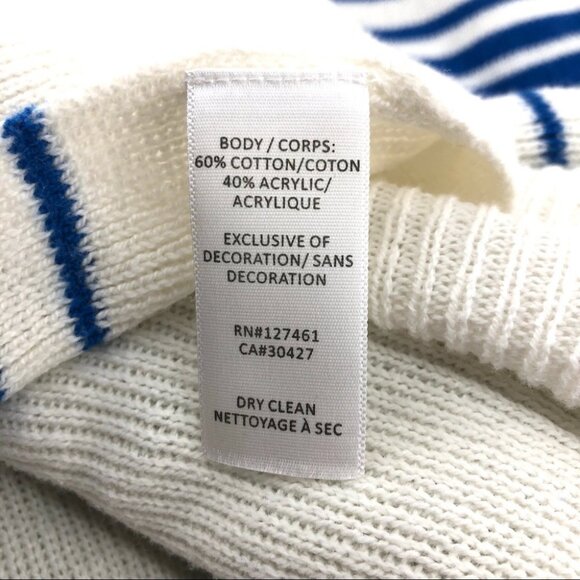 BODY / CORPS:
60% COTTON/COTON
40% ACRYLIC/
ACRYLIQUE
EXCLUSIVE OF
DECORATION/ SANS
DECORATION
RN#127461
CA#30427
DRY CLEAN
NETTOYAGE À SEC